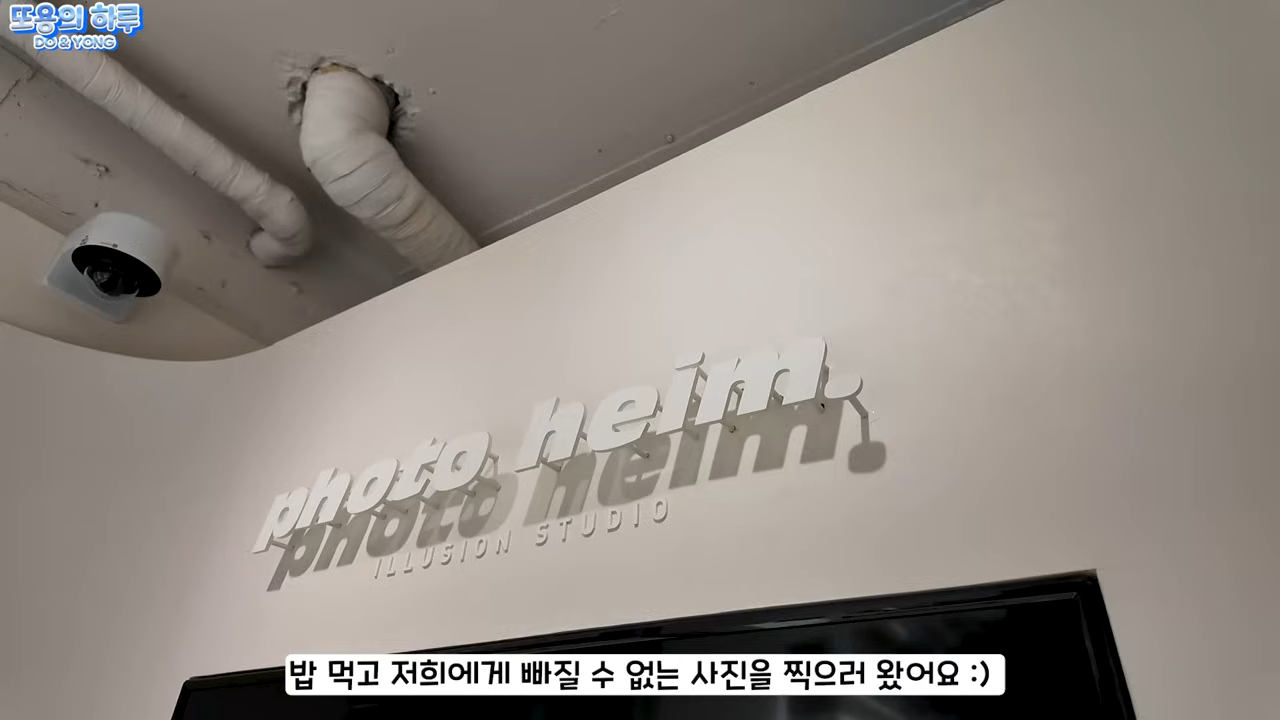 또용의 하루
DO & YONG
photo heim.
ILLUSION STUDIO
밥 먹고 저희에게 빠질 수 없는 사진을 찍으러 왔어요 :)